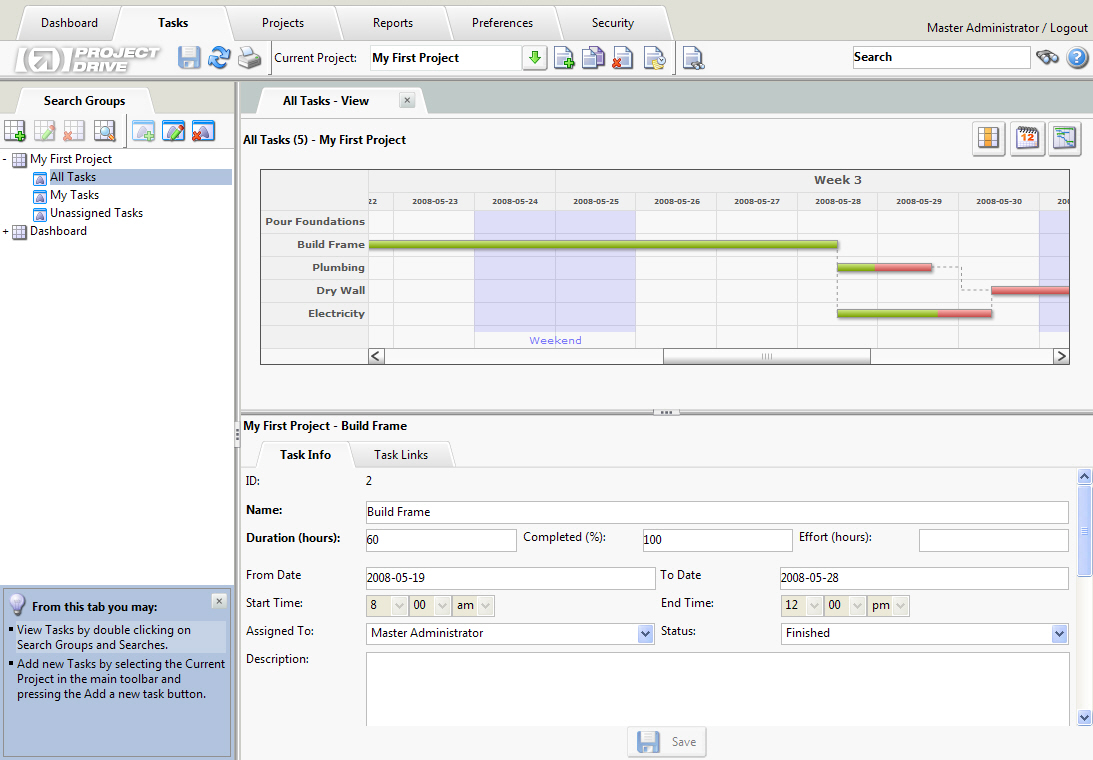 Dashboard Tasks Projects Reports Preferences Security
Master Administrator / Logout
PROJECT
DRIVE
Current Project: My First Project
Search
Search Groups
- My First Project
All Tasks
My Tasks
Unassigned Tasks
+ Dashboard
From this tab you may:
View Tasks by double clicking on
Search Groups and Searches.
Add new Tasks by selecting the Current
Project in the main toolbar and
pressing the Add a new task button.
All Tasks - View
All Tasks (5) - My First Project
12
Week 3
22 2008-05-23 2008-05-24 2008-05-25 2008-05-26 2008-05-27 2008-05-28 2008-05-29 2008-05-30
Pour Foundations
Build Frame
Plumbing
Dry Wall
Electricity
Weekend
My First Project - Build Frame
Task Info Task Links
ID: 2
Name: Build Frame
Duration (hours): 60 Completed (%): 100 Effort (hours):
From Date 2008-05-19 To Date 2008-05-28
Start Time: 8 00 am End Time: 12 00 pm
Assigned To: Master Administrator Status: Finished
Description:
Save